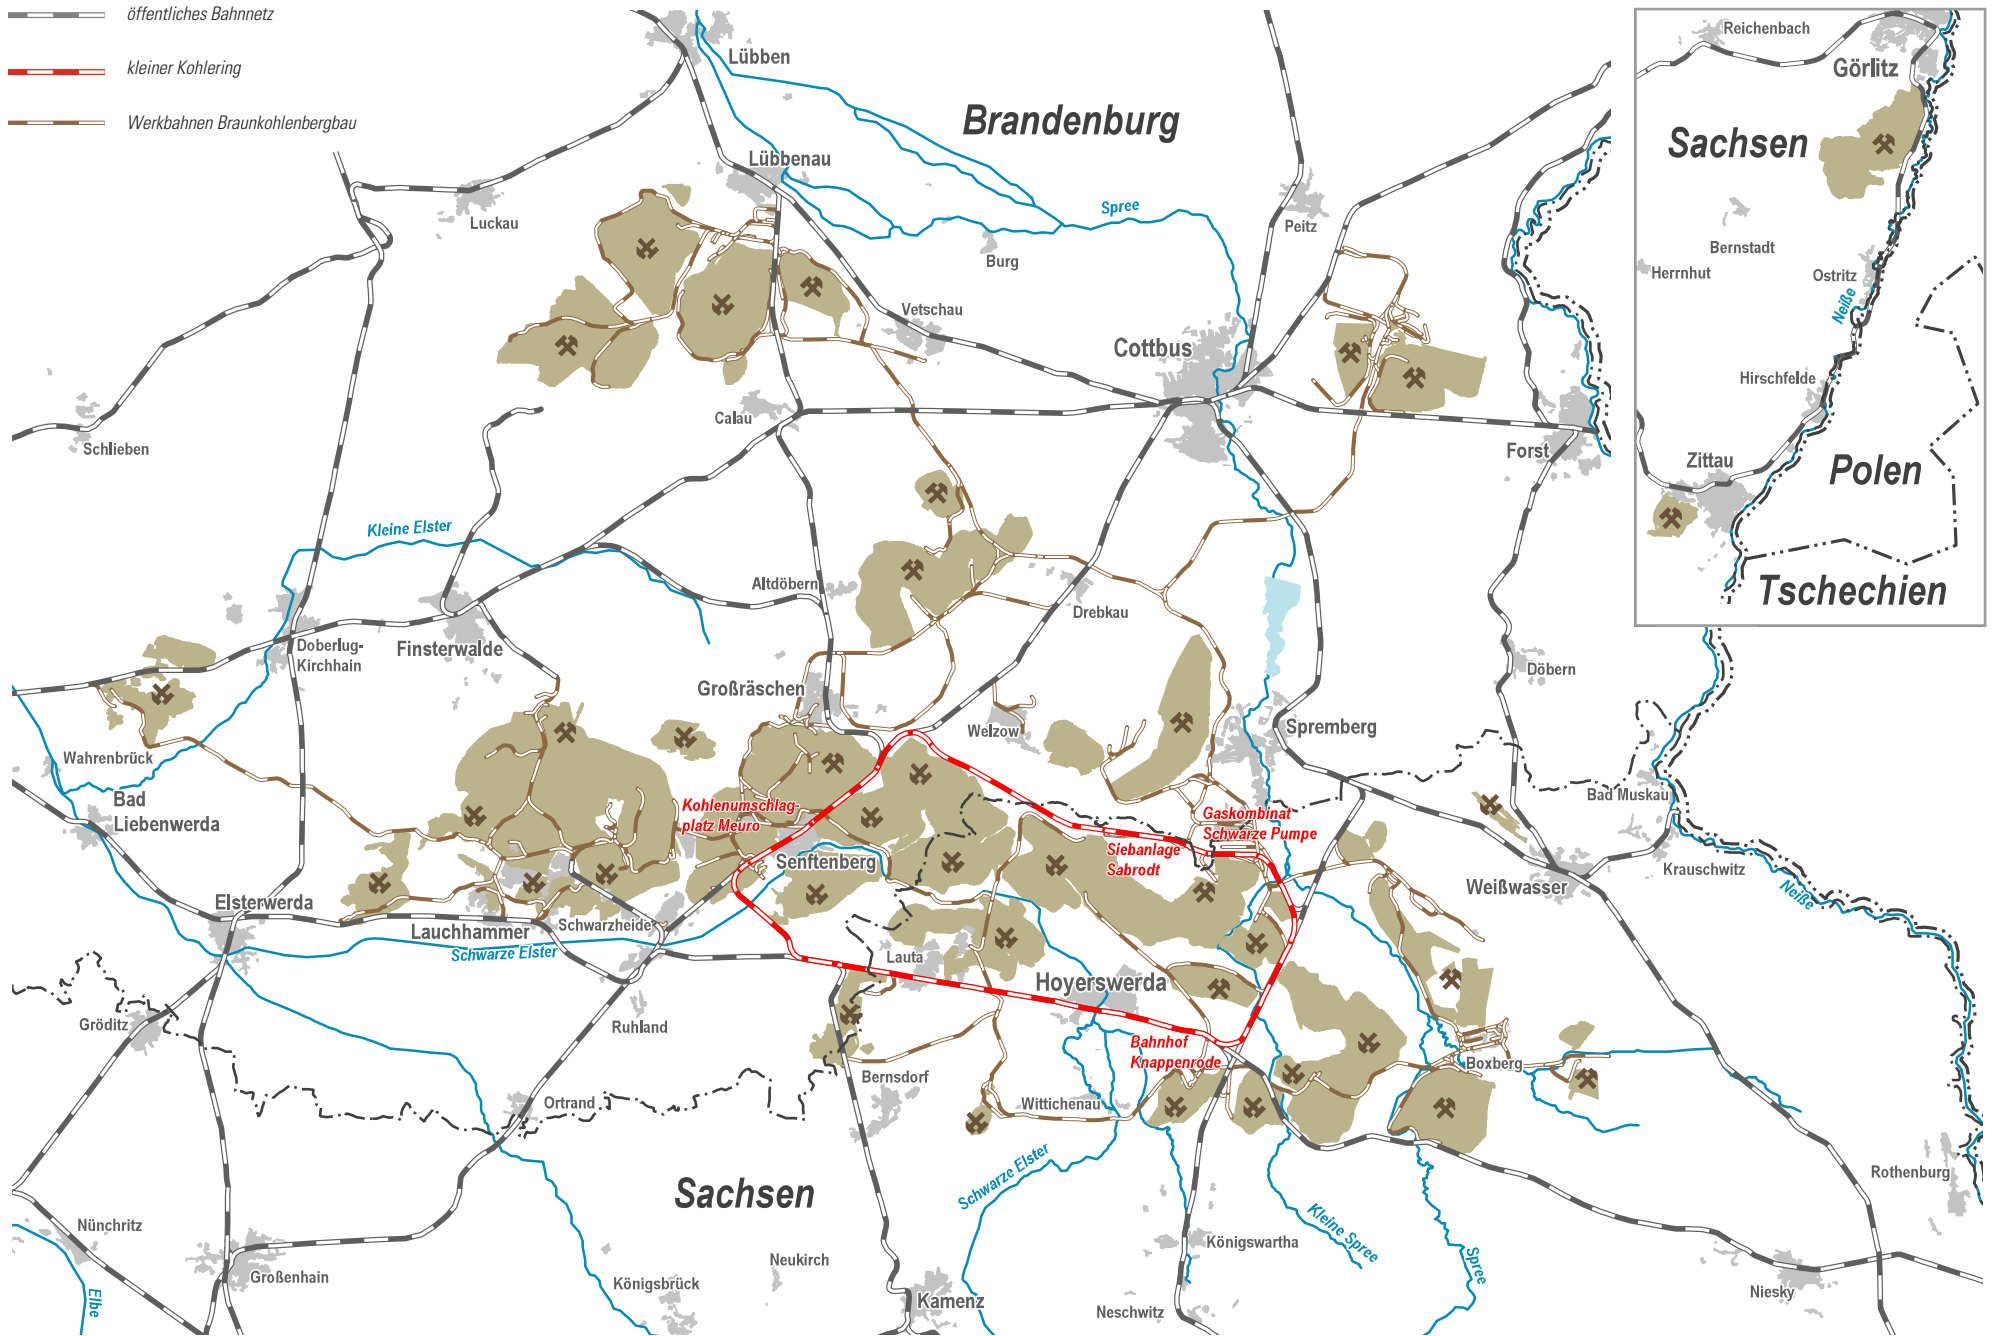 öffentliches Bahnnetz
kleiner Kohlering
Werkbahnen Braunkohlenbergbau
Lübben
Brandenburg
Lübbenau
Luckau
Spree
Peitz
Burg
Vetschau
Cottbus
Calau
Schlieben
Forst
Kleine Elster
Altdöbern
Drebkau
Doberlug-
Kirchhain
Finsterwalde
Großräschen
Döbern
Welzow
Spremberg
Wahrenbrück
Bad
Liebenwerda
Kohlenumschlag-
platz Meuro
Gaskombinat
Schwarze Pumpe
Siebanlage
Sabrodt
Bad Muskau
Senftenberg
Krauschwitz
Weißwasser
Neiße
Elsterwerda
Lauchhammer
Schwarzheide
Schwarze Elster
Lauta
Hoyerswerda
Gröditz
Ruhland
Bahnhof
Knappenrode
Boxberg
Bernsdorf
Ortrand
Wittichenau
Schwarze Elster
Rothenburg
Sachsen
Nünchritz
Königswartha
Kleine Spree
Spree
Großenhain
Neukirch
Königsbrück
Elbe
Kamenz
Neschwitz
Niesky
Reichenbach
Görlitz
Sachsen
Bernstadt
Herrnhut
Ostritz
Neiße
Hirschfelde
Zittau
Polen
Tschechien